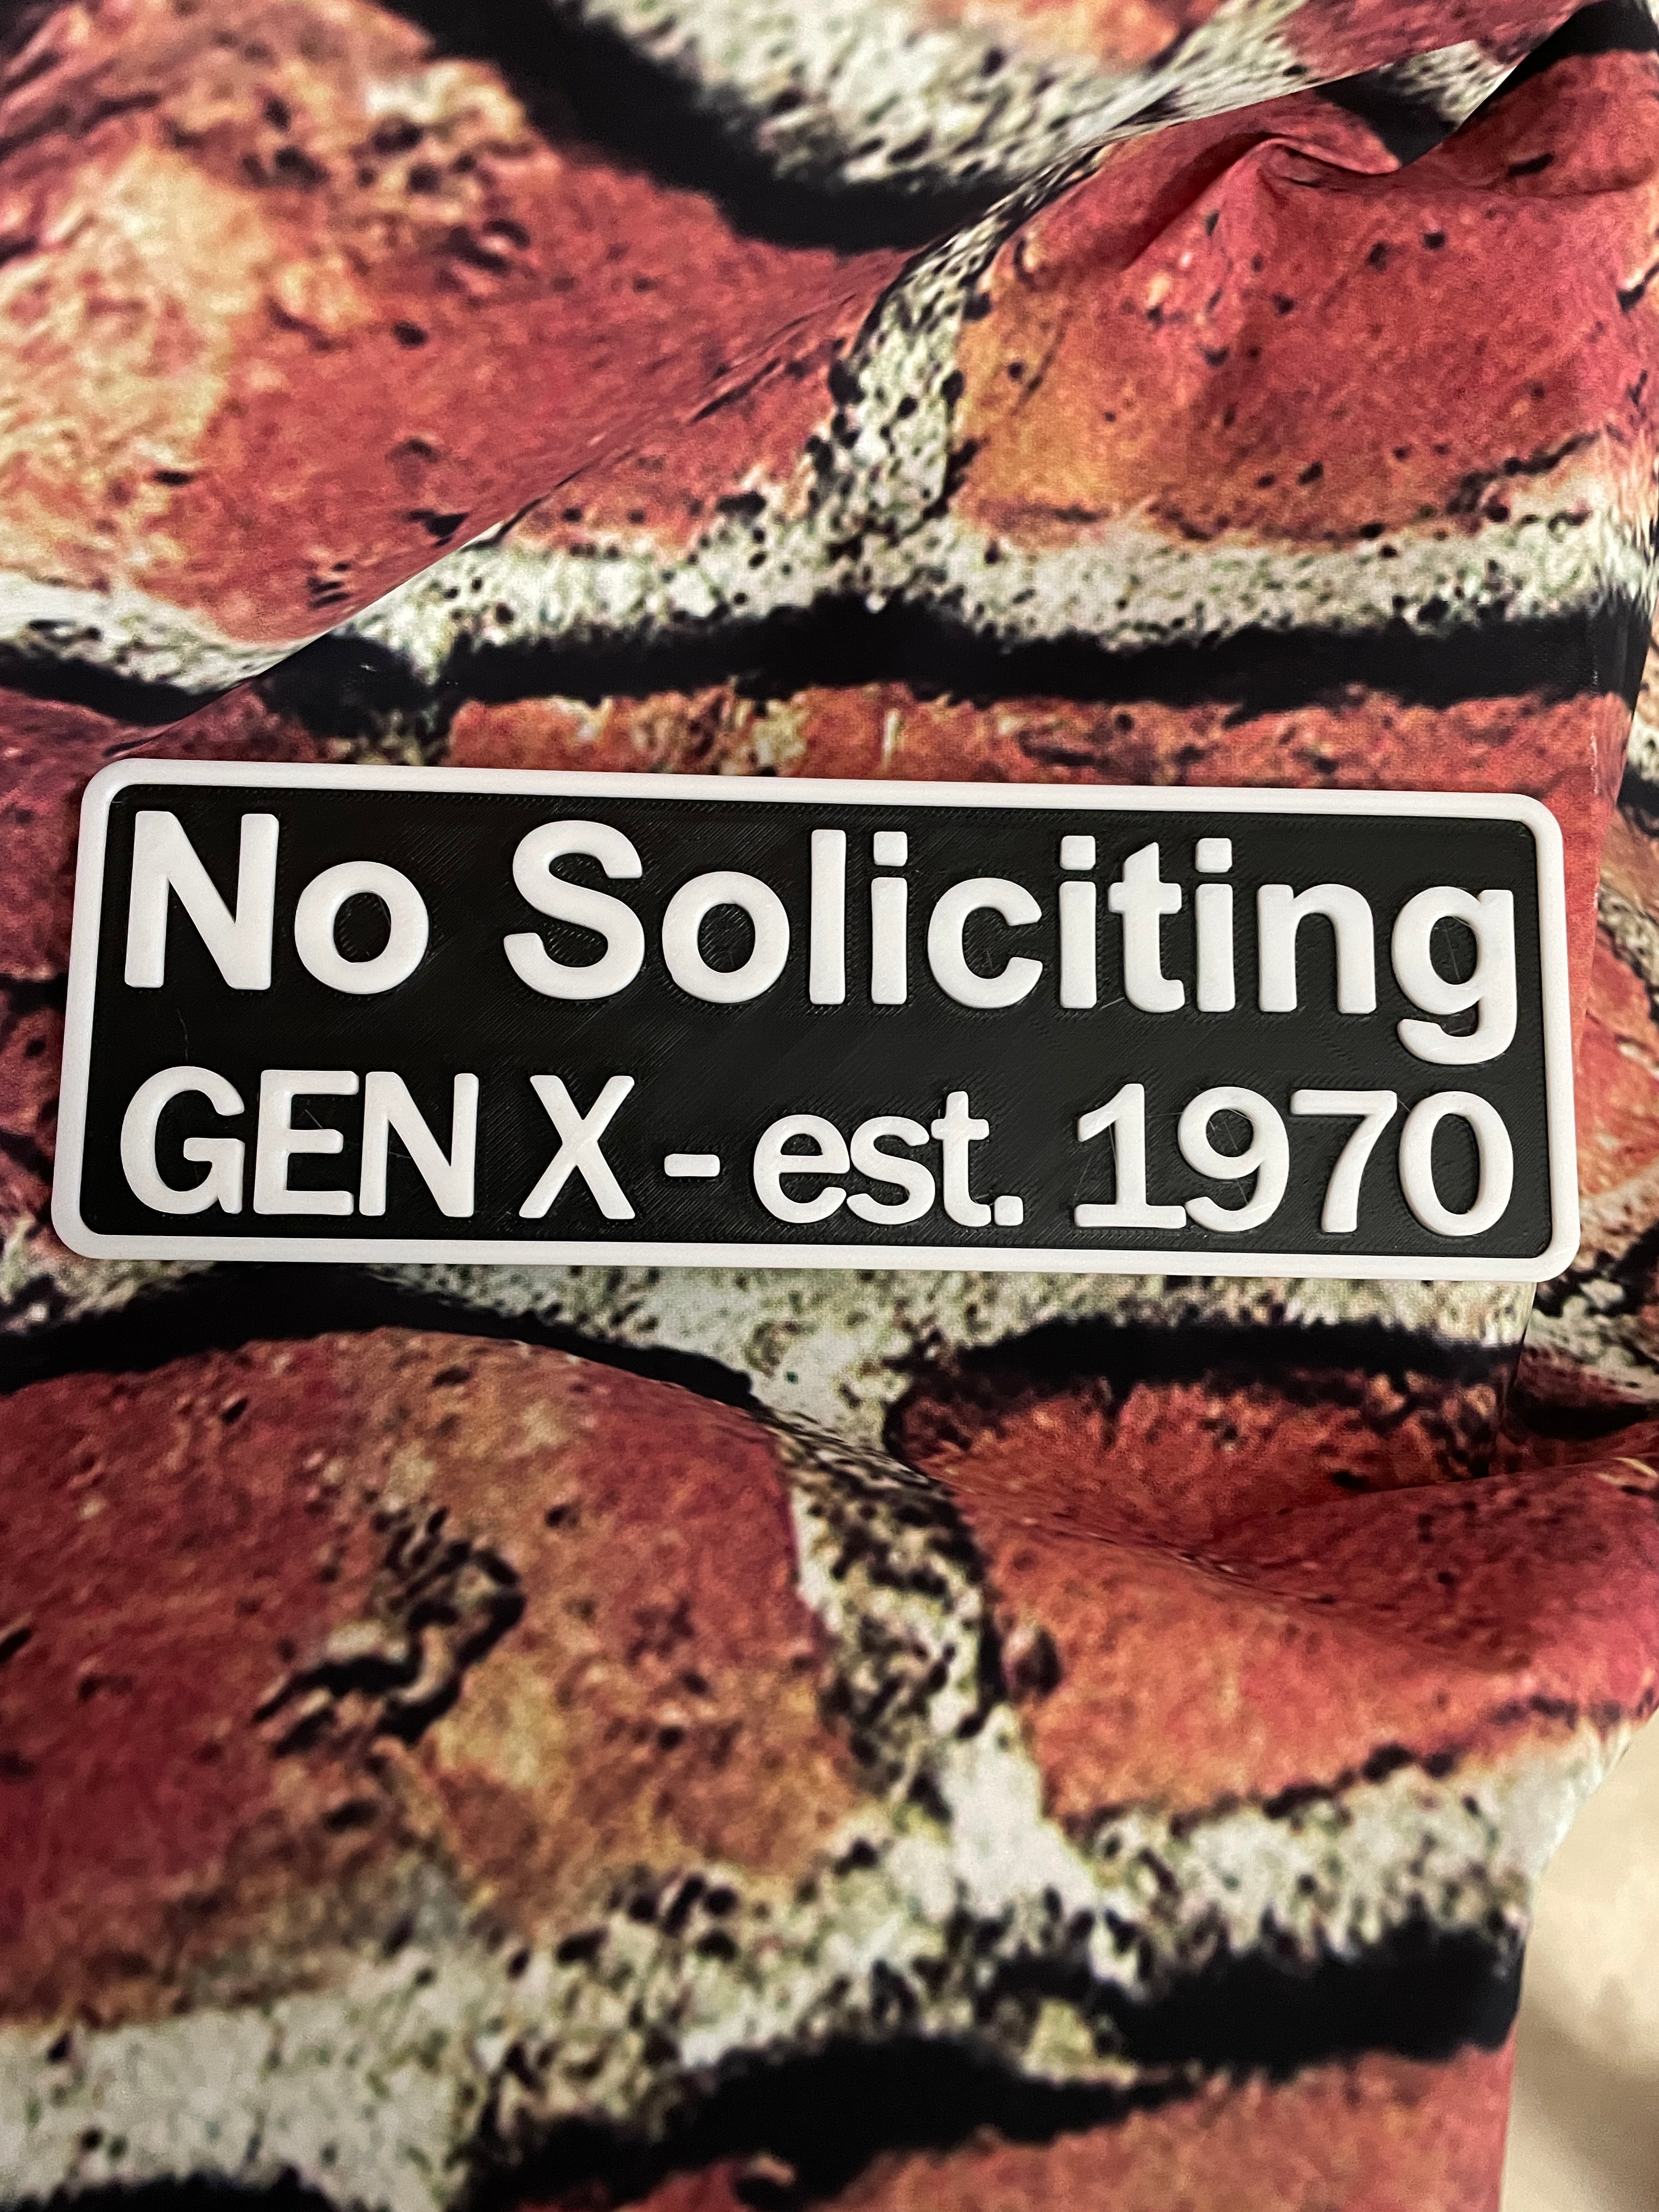 No Soliciting
GEN X - est. 1970